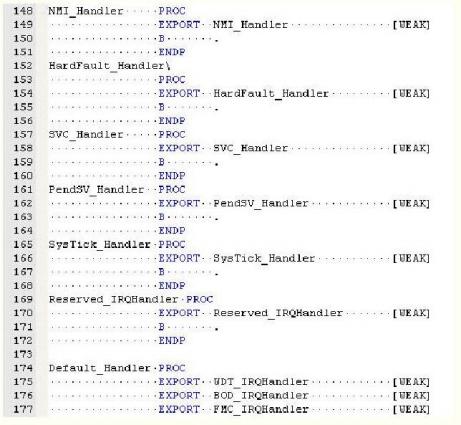 148 NMI_Handler PROC
149 EXPORT NMI_Handler [WEAK]
150 B .
151 ENDP
152 HardFault_Handler\
153 PROC
154 EXPORT HardFault_Handler [WEAK]
155 B .
156 ENDP
157 SVC_Handler PROC
158 EXPORT SVC_Handler [WEAK]
159 B .
160 ENDP
161 PendSV_Handler PROC
162 EXPORT PendSV_Handler [WEAK]
163 B .
164 ENDP
165 SysTick_Handler PROC
166 EXPORT SysTick_Handler [WEAK]
167 B .
168 ENDP
169 Reserved_IRQHandler PROC
170 EXPORT Reserved_IRQHandler [WEAK]
171 B .
172 ENDP
173
174 Default_Handler PROC
175 EXPORT WDT_IRQHandler [WEAK]
176 EXPORT BOD_IRQHandler [WEAK]
177 EXPORT FMC_IRQHandler [WEAK]